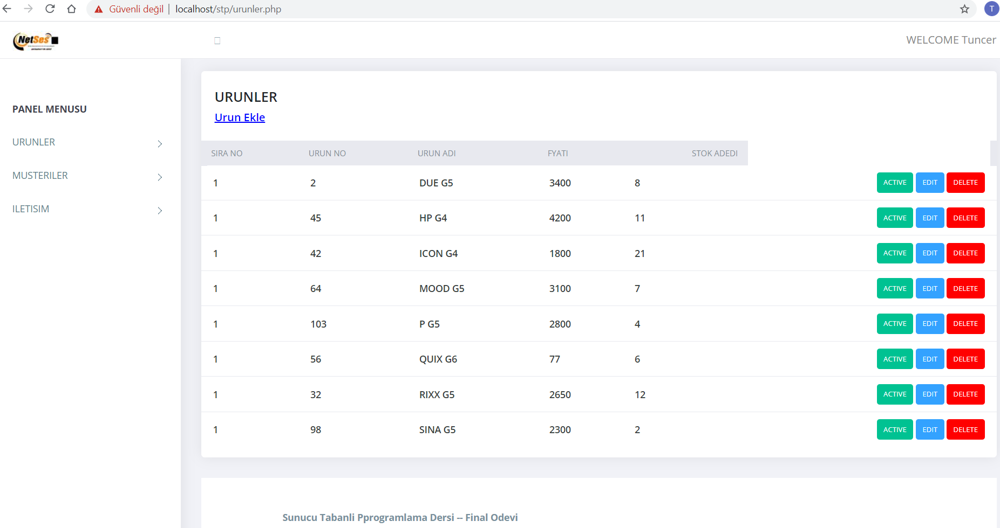 Güvenli değil | localhost/stp/urunler.php T
NetSes
WELCOME Tuncer
PANEL MENUSU
URUNLER
MUSTERILER
ILETISIM
URUNLER
Urun Ekle
SIRA NO URUN NO URUN ADI FYATI STOK ADEDI
1 2 DUE G5 3400 8 ACTIVE EDIT DELETE
1 45 HP G4 4200 11 ACTIVE EDIT DELETE
1 42 ICON G4 1800 21 ACTIVE EDIT DELETE
1 64 MOOD G5 3100 7 ACTIVE EDIT DELETE
1 103 P G5 2800 4 ACTIVE EDIT DELETE
1 56 QUIX G6 77 6 ACTIVE EDIT DELETE
1 32 RIXX G5 2650 12 ACTIVE EDIT DELETE
1 98 SINA G5 2300 2 ACTIVE EDIT DELETE
Sunucu Tabanli Pprogramlama Dersi -- Final Odevi